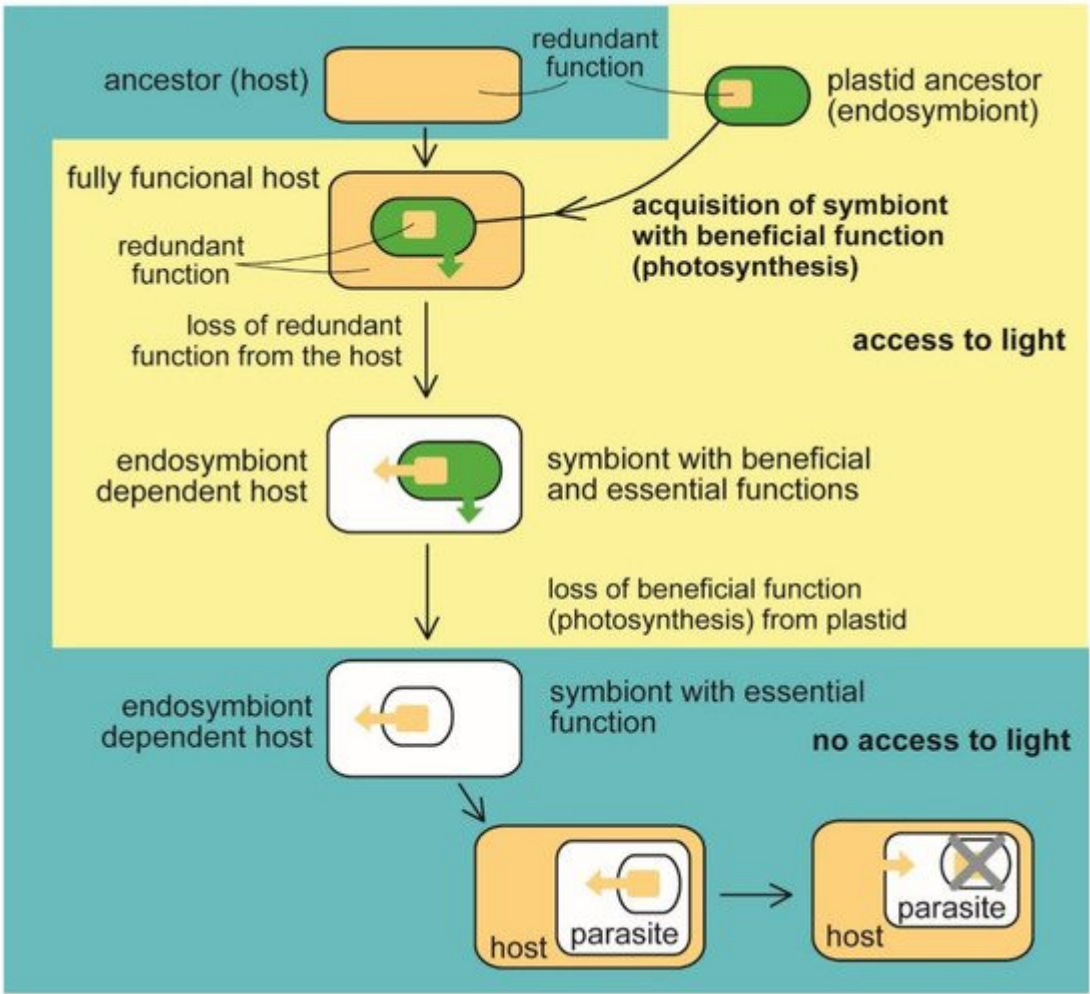 redundant
function
ancestor (host)
plastid ancestor
(endosymbiont)
fully funcional host
acquisition of symbiont
with beneficial function
(photosynthesis)
redundant
function
loss of redundant
function from the host
access to light
endosymbiont
dependent host
symbiont with beneficial
and essential functions
loss of beneficial function
(photosynthesis) from plastid
endosymbiont
dependent host
symbiont with essential
function
no access to light
host
parasite
host
parasite